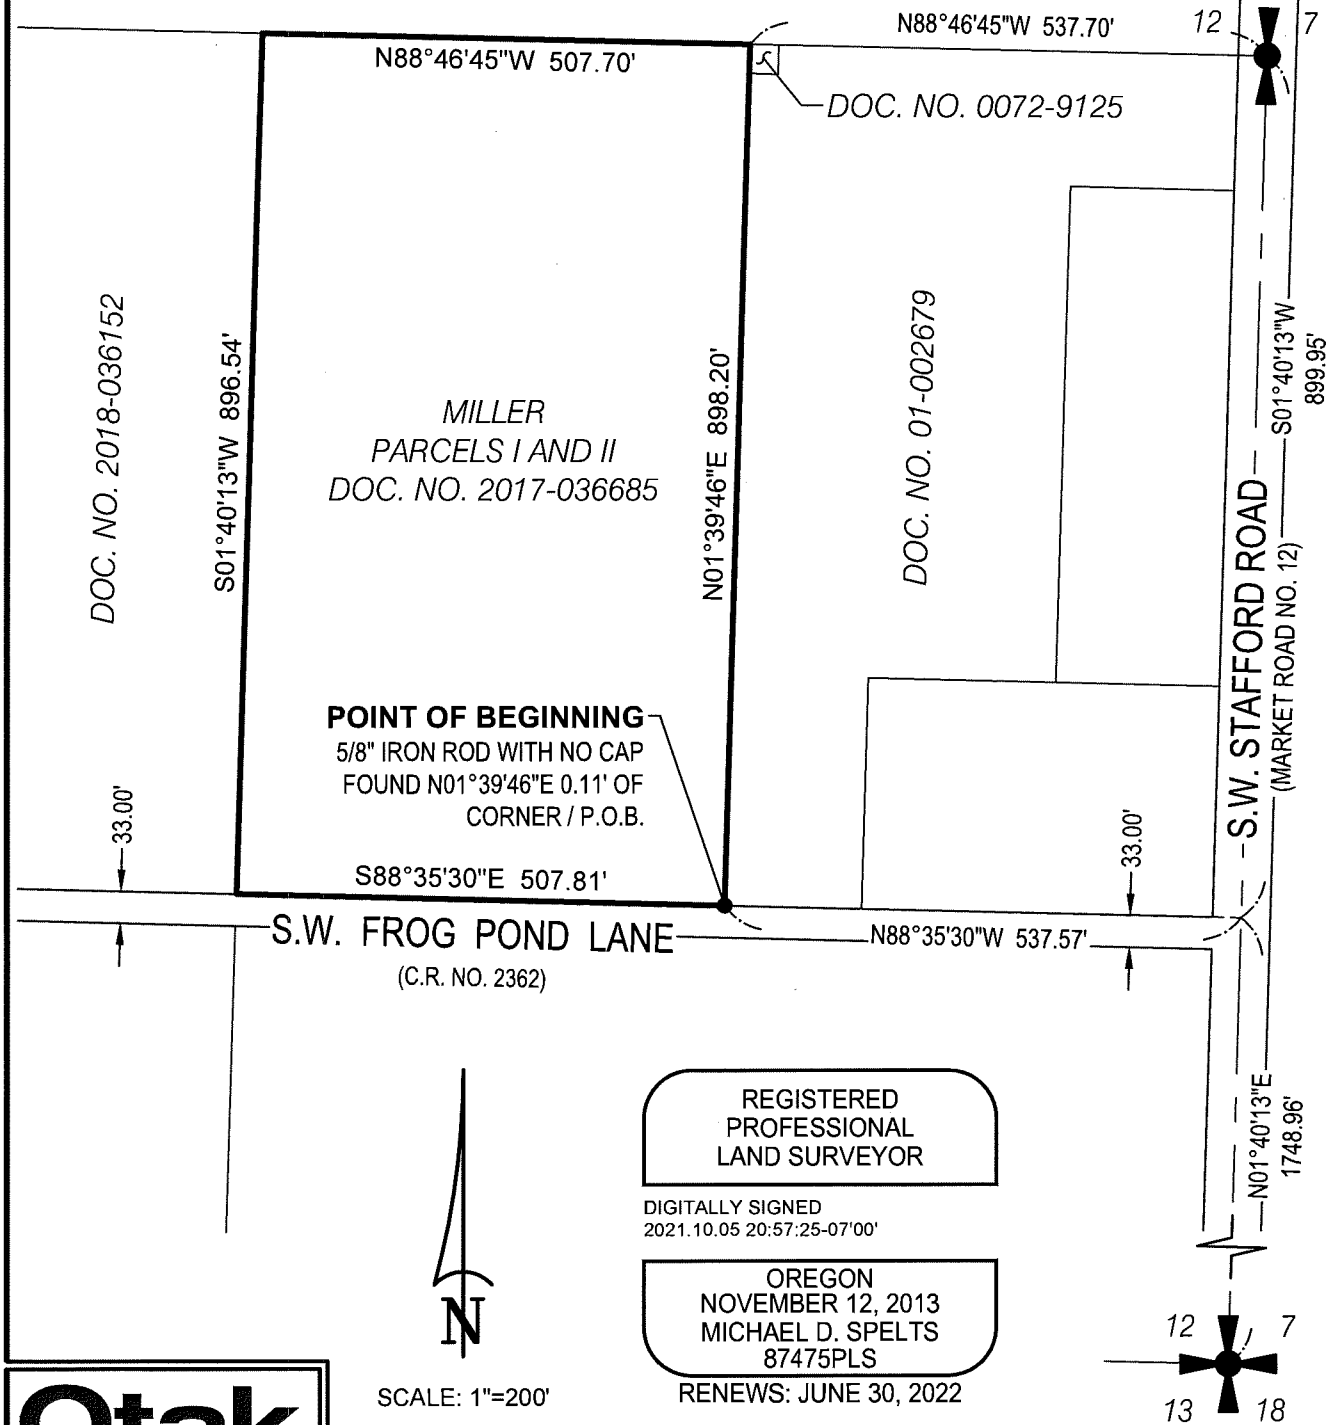 N88°46'45"W 537.70'
12
7
N88°46'45"W 507.70'
DOC. NO. 0072-9125
DOC. NO. 2018-036152
S01°40'13"W 896.54'
MILLER
PARCELS I AND II
DOC. NO. 2017-036685
N01°39'46"E 898.20'
DOC. NO. 01-002679
S01°40'13"W
899.95'
S.W. STAFFORD ROAD
(MARKET ROAD NO. 12)
POINT OF BEGINNING
5/8" IRON ROD WITH NO CAP
FOUND N01°39'46"E 0.11' OF
CORNER / P.O.B.
33.00'
33.00'
S88°35'30"E 507.81'
S.W. FROG POND LANE
(C.R. NO. 2362)
N88°35'30"W 537.57'
N01°40'13"E
1748.96'
REGISTERED
PROFESSIONAL
LAND SURVEYOR
DIGITALLY SIGNED
2021.10.05 20:57:25-07'00'
OREGON
NOVEMBER 12, 2013
MICHAEL D. SPELTS
87475PLS
RENEWS: JUNE 30, 2022
N
SCALE: 1"=200'
12
7
13
18
Otak